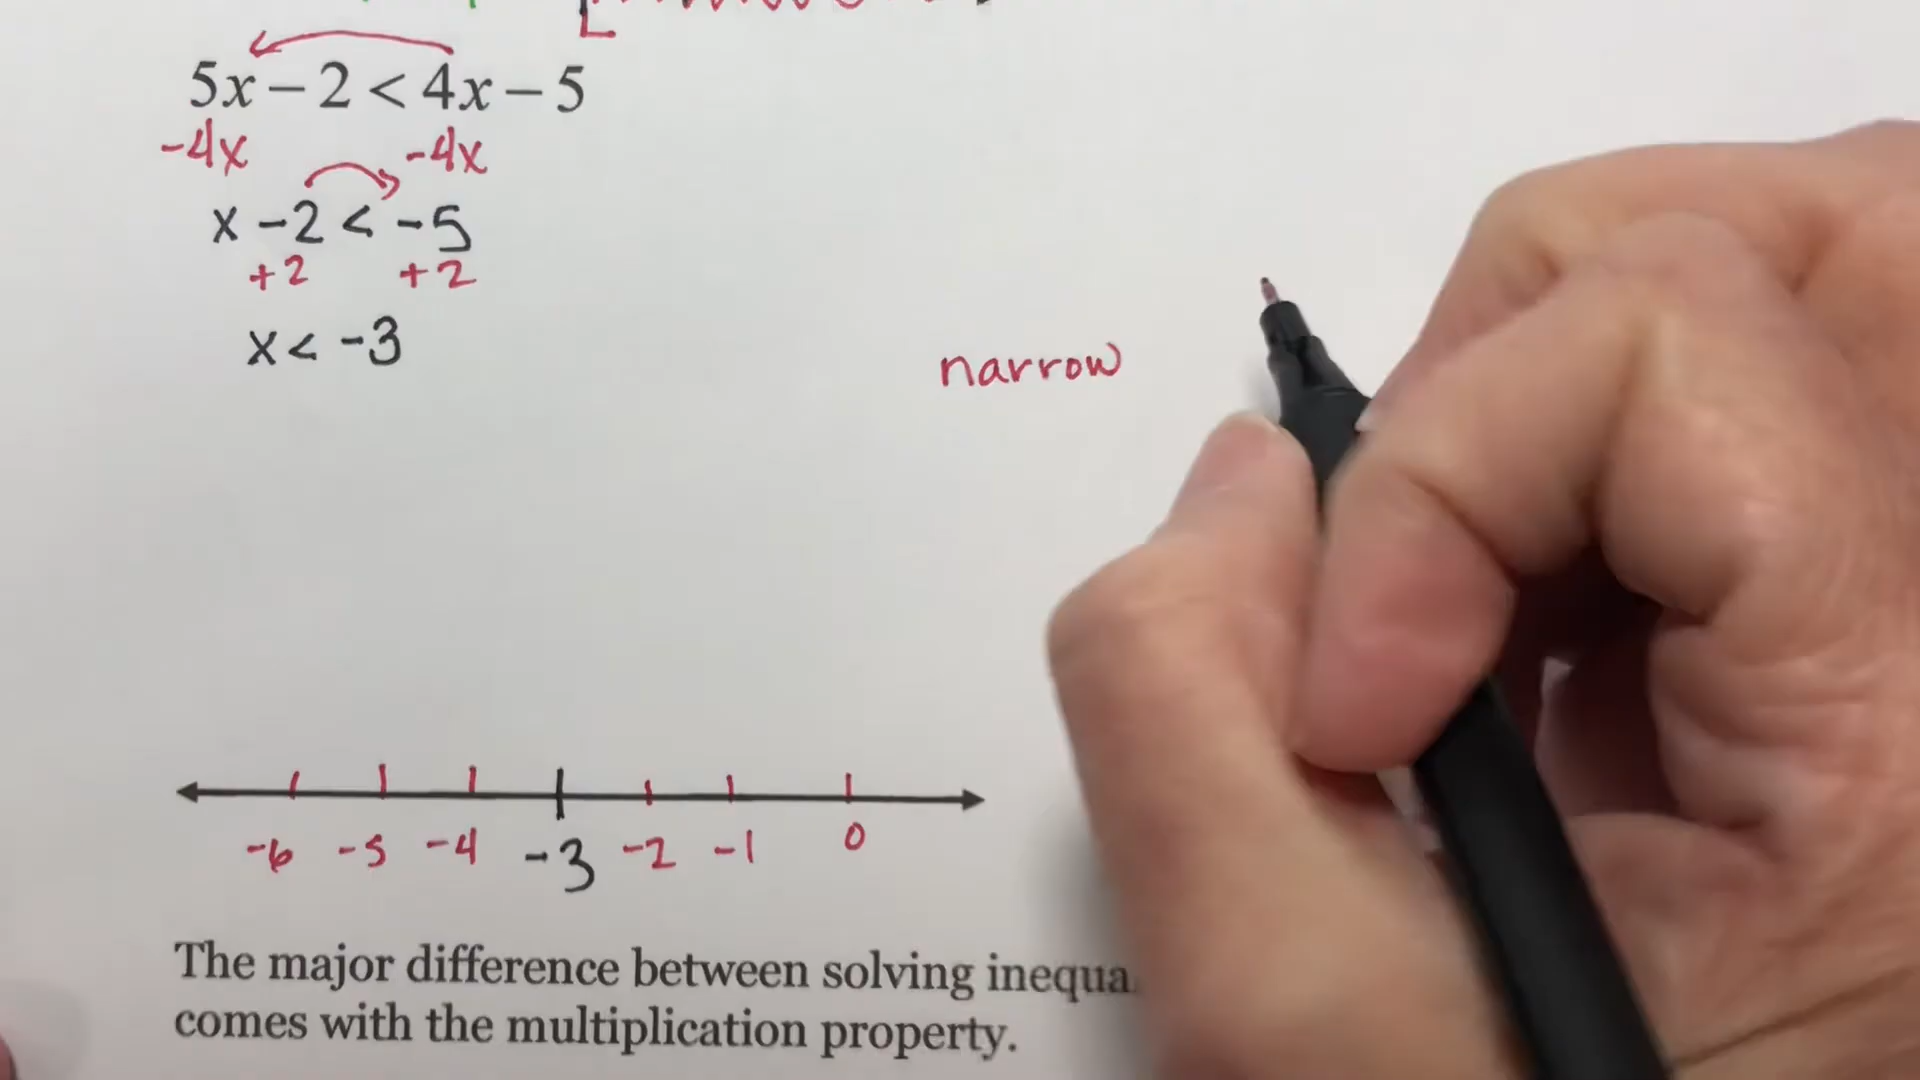 5x − 2 < 4x − 5
-4x -4x
x -2 < -5
+2 +2
x < -3
narrow
-6 -5 -4 -3 -2 -1 0
The major difference between solving inequa
comes with the multiplication property.